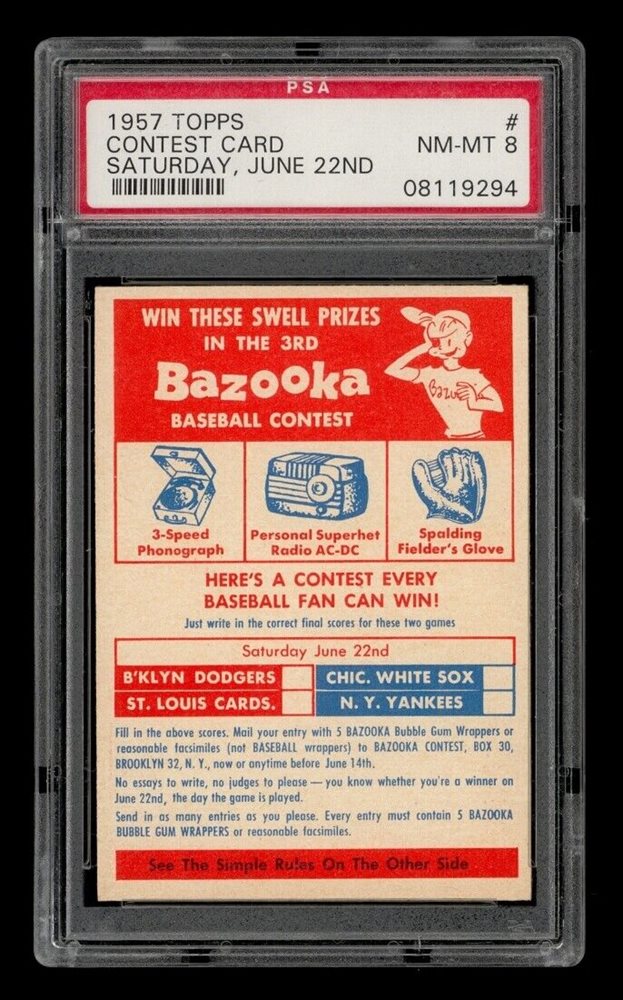 PSA
1957 TOPPS #
CONTEST CARD NM-MT 8
SATURDAY, JUNE 22ND
08119294
WIN THESE SWELL PRIZES
IN THE 3RD
Bazooka
BASEBALL CONTEST
Bazoo
3-Speed
Phonograph
Personal Superhet
Radio AC-DC
Spalding
Fielder's Glove
HERE'S A CONTEST EVERY
BASEBALL FAN CAN WIN!
Just write in the correct final scores for these two games
Saturday June 22nd
B'KLYN DODGERS
ST. LOUIS CARDS.
CHIC. WHITE SOX
N. Y. YANKEES
Fill in the above scores. Mail your entry with 5 BAZOOKA Bubble Gum Wrappers or
reasonable facsimiles (not BASEBALL wrappers) to BAZOOKA CONTEST, BOX 30,
BROOKLYN 32, N. Y., now or anytime before June 14th.
No essays to write, no judges to please — you know whether you're a winner on
June 22nd, the day the game is played.
Send in as many entries as you please. Every entry must contain 5 BAZOOKA
BUBBLE GUM WRAPPERS or reasonable facsimiles.
See The Simple Rules On The Other Side